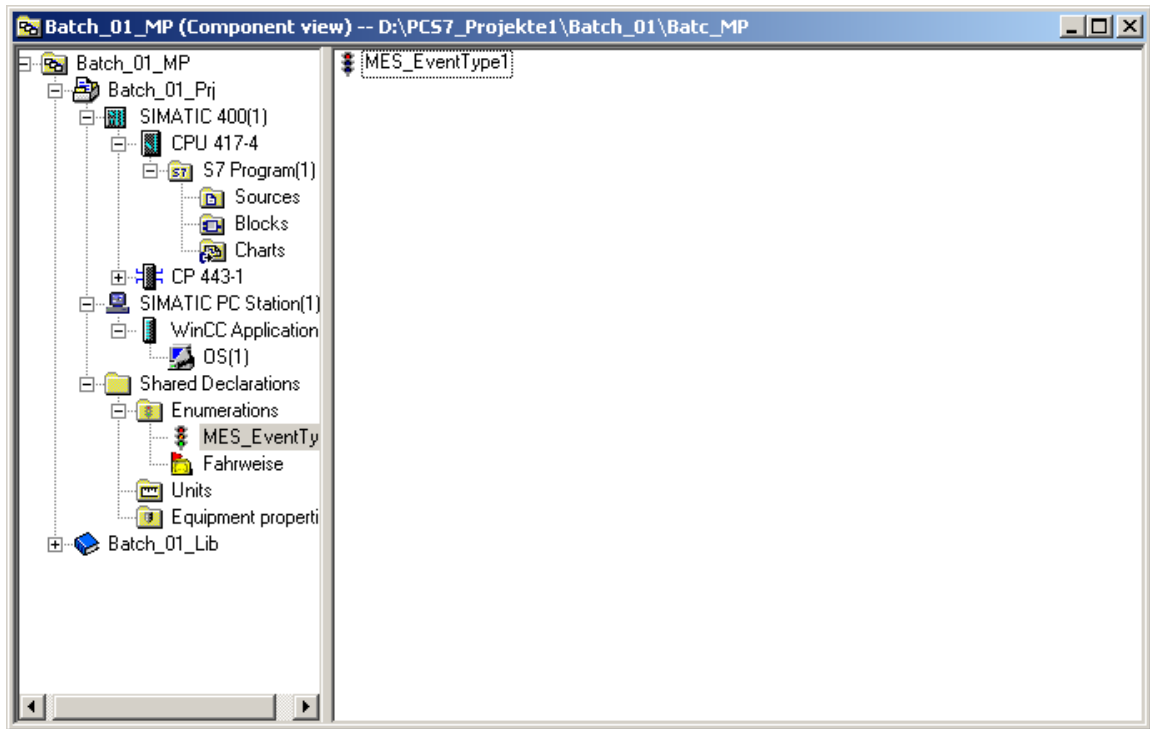 Batch_01_MP (Component view) -- D:\PCS7_Projekte1\Batch_01\Batc_MP
Batch_01_MP
Batch_01_Prj
SIMATIC 400(1)
CPU 417-4
S7 Program(1)
Sources
Blocks
Charts
CP 443-1
SIMATIC PC Station(1)
WinCC Application
OS(1)
Shared Declarations
Enumerations
MES_EventTy
Fahrweise
Units
Equipment properti
Batch_01_Lib
MES_EventType1